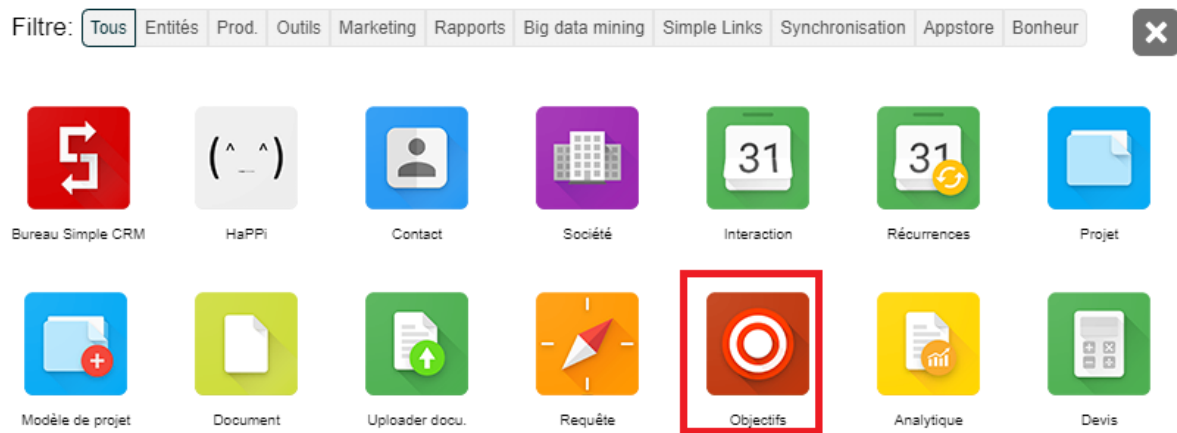 Filtre: Tous Entités Prod. Outils Marketing Rapports Big data mining Simple Links Synchronisation Appstore Bonheur
31 31
Bureau Simple CRM HaPPi Contact Société Interaction Récurrences Projet
Modèle de projet Document Uploader docu. Requête Objectifs Analytique Devis